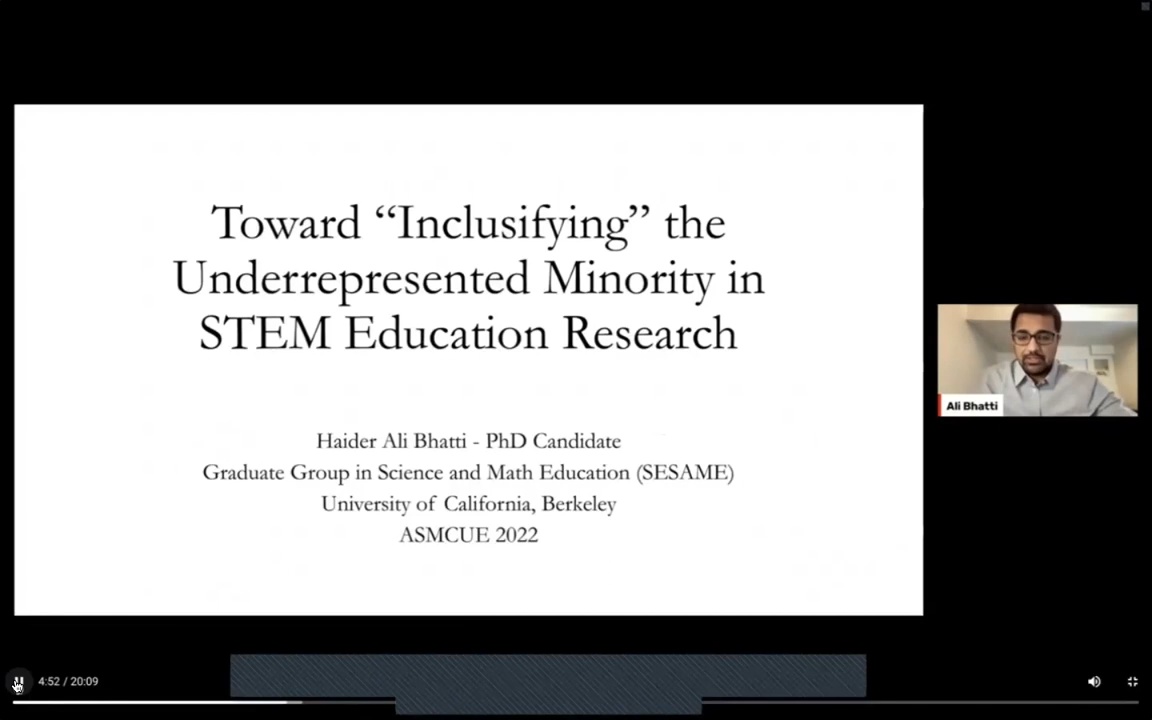 Toward “Inclusifying” the
Underrepresented Minority in
STEM Education Research
Haider Ali Bhatti - PhD Candidate
Graduate Group in Science and Math Education (SESAME)
University of California, Berkeley
ASMCUE 2022
Ali Bhatti
4:52 / 20:09